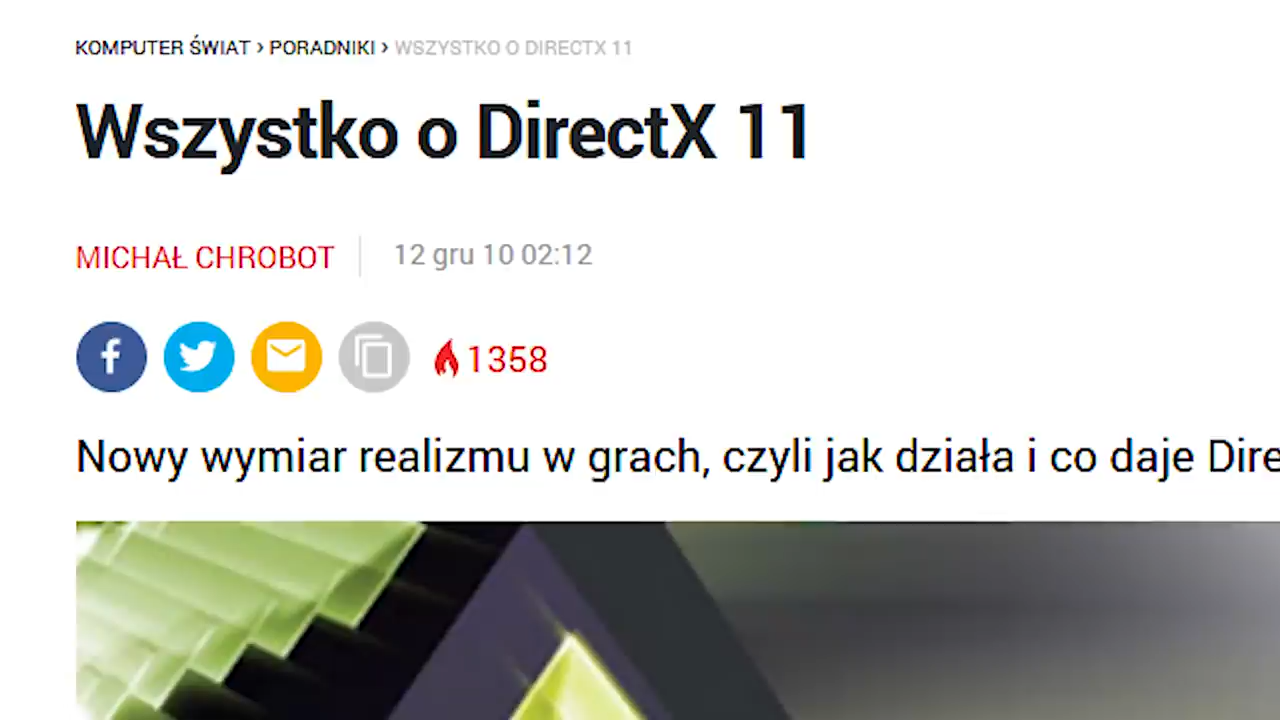 KOMPUTER ŚWIAT › PORADNIKI › WSZYSTKO O DIRECTX 11
Wszystko o DirectX 11
MICHAŁ CHROBOT 12 gru 10 02:12
1358
Nowy wymiar realizmu w grach, czyli jak działa i co daje Dire